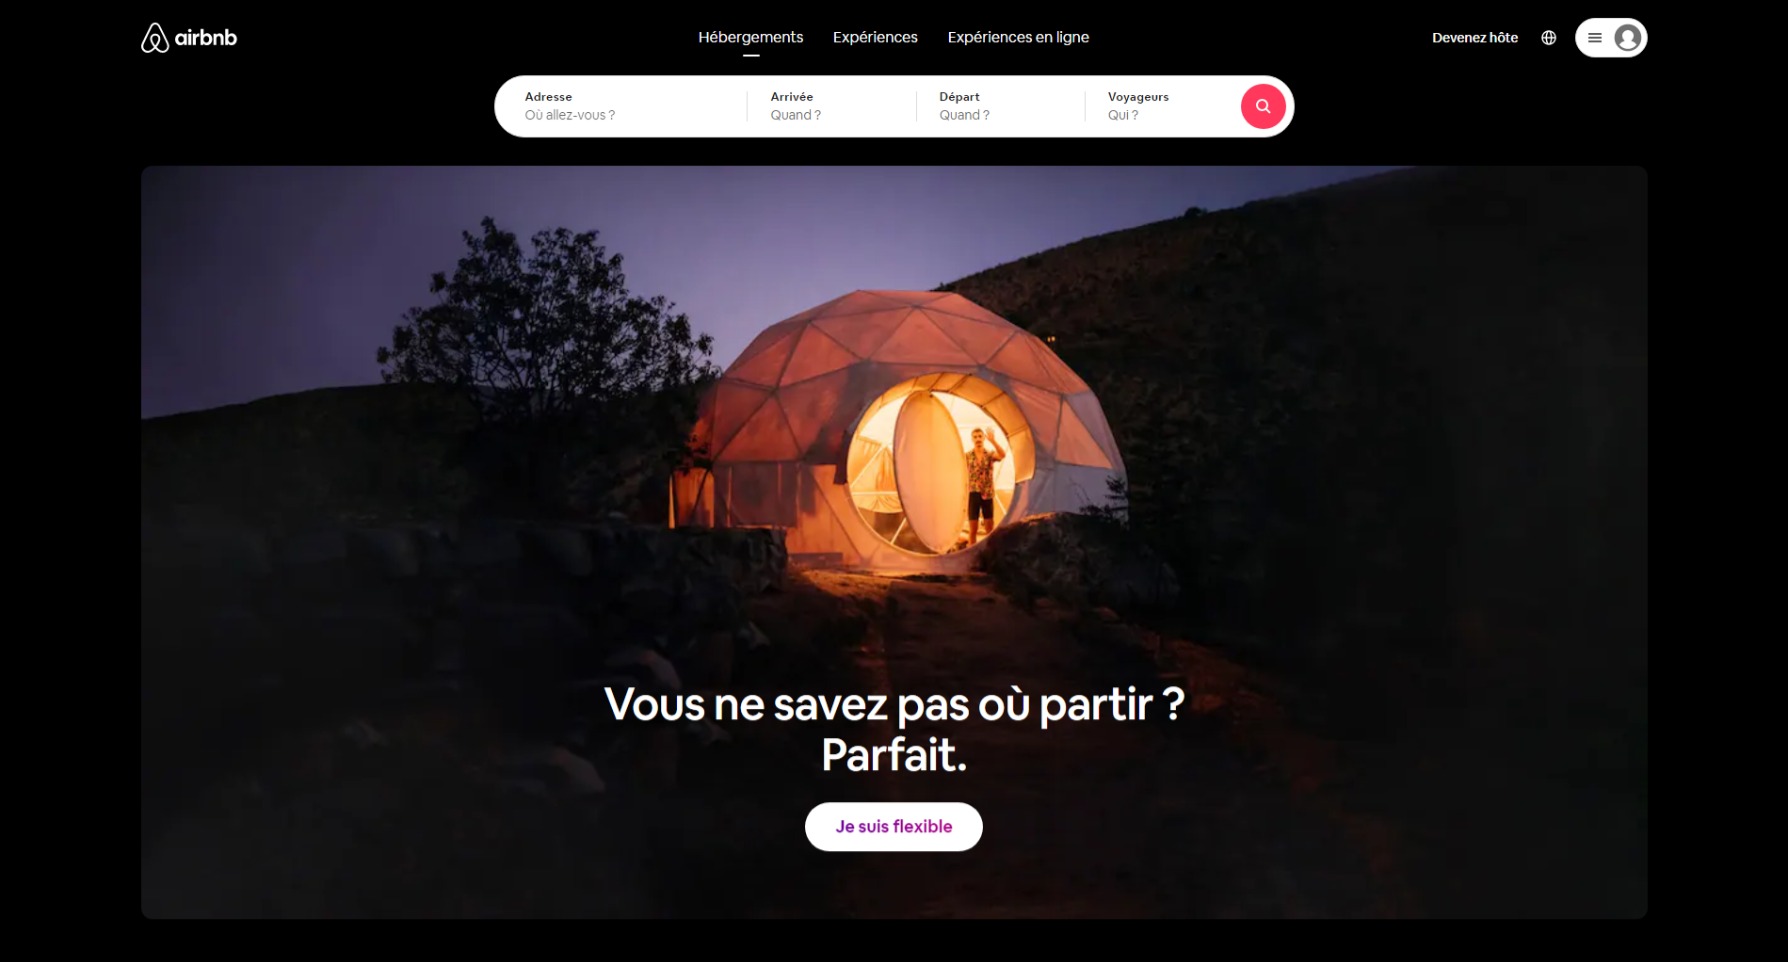 airbnb
Hébergements Expériences Expériences en ligne
Devenez hôte
Adresse
Où allez-vous ?
Arrivée
Quand ?
Départ
Quand ?
Voyageurs
Qui ?
Vous ne savez pas où partir ?
Parfait.
Je suis flexible